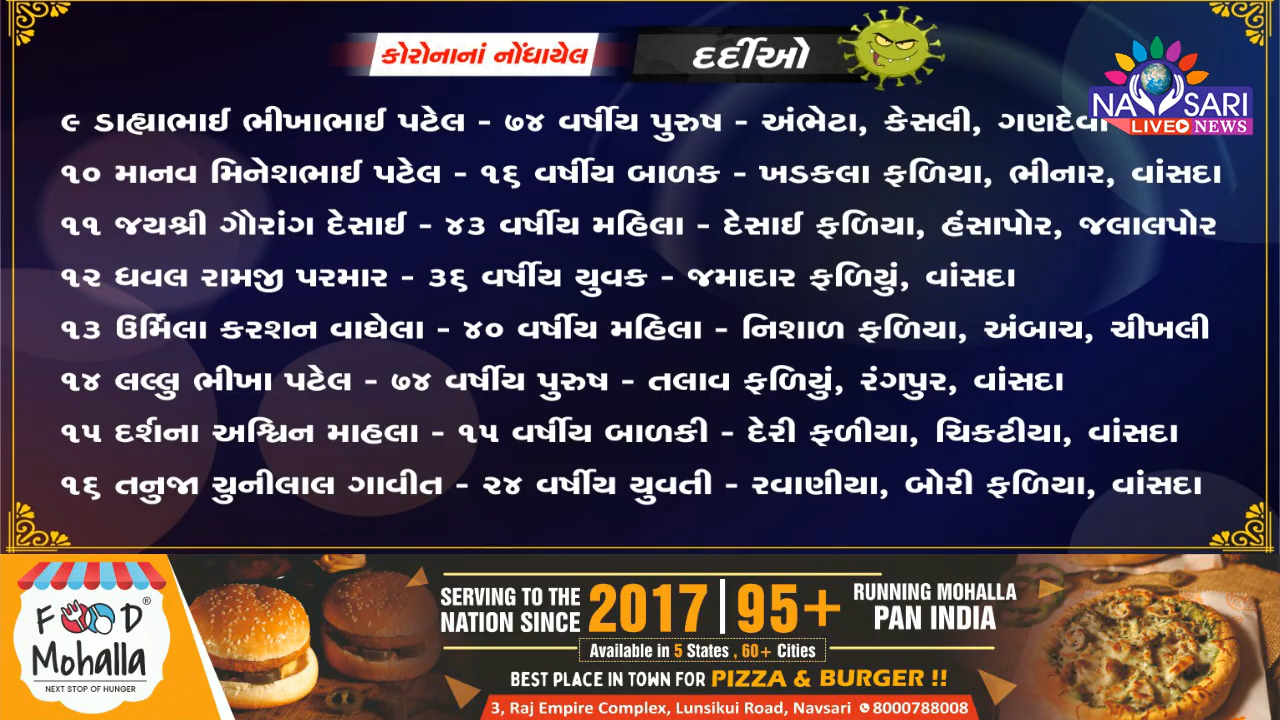 કોરોનાનાં નોંધાયેલ દર્દીઓ
NAVSARI
LIVE NEWS
૯ ડાહ્યાભાઈ ભીખાભાઈ પટેલ - ૭૪ વર્ષીય પુરુષ - અંભેટા, કેસલી, ગણદેવી
૧૦ માનવ મિનેશભાઈ પટેલ - ૧૬ વર્ષીય બાળક - ખડકલા ફળિયા, ભીનાર, વાંસદા
૧૧ જયશ્રી ગૌરાંગ દેસાઈ - ૪૩ વર્ષીય મહિલા - દેસાઈ ફળિયા, હંસાપોર, જલાલપોર
૧૨ ધવલ રામજી પરમાર - ૩૬ વર્ષીય યુવક - જમાદાર ફળિયું, વાંસદા
૧૩ ઉર્મિલા કરશન વાઘેલા - ૪૦ વર્ષીય મહિલા - નિશાળ ફળિયા, અંબાચ, ચીખલી
૧૪ લલ્લુ ભીખા પટેલ - ૭૪ વર્ષીય પુરુષ - તલાવ ફળિયું, રંગપુર, વાંસદા
૧૫ દર્શના અશ્વિન માહલા - ૧૫ વર્ષીય બાળકી - દેરી ફળીયા, ચિકટીયા, વાંસદા
૧૬ તનુજા ચુનીલાલ ગાવીત - ૨૪ વર્ષીય યુવતી - રવાણીયા, બોરી ફળિયા, વાંસદા
FOOD®
Mohalla
NEXT STOP OF HUNGER
SERVING TO THE
NATION SINCE 2017 | 95+ RUNNING MOHALLA
PAN INDIA
Available in 5 States , 60+ Cities
BEST PLACE IN TOWN FOR PIZZA & BURGER !!
3, Raj Empire Complex, Lunsikui Road, Navsari 8000788008